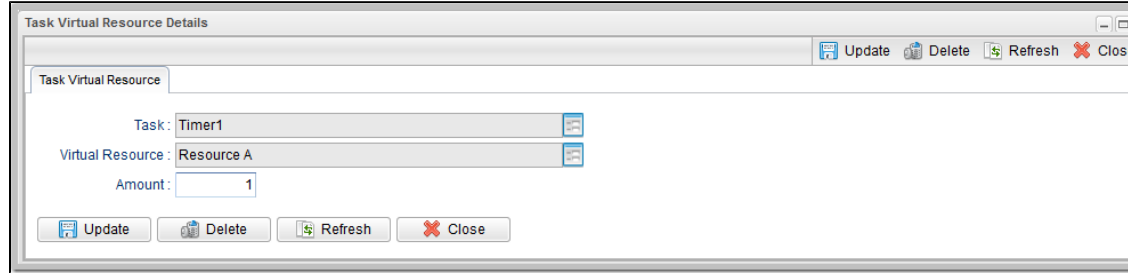 Task Virtual Resource Details
Update Delete Refresh Clos
Task Virtual Resource
Task : Timer1
Virtual Resource : Resource A
Amount : 1
Update Delete Refresh Close